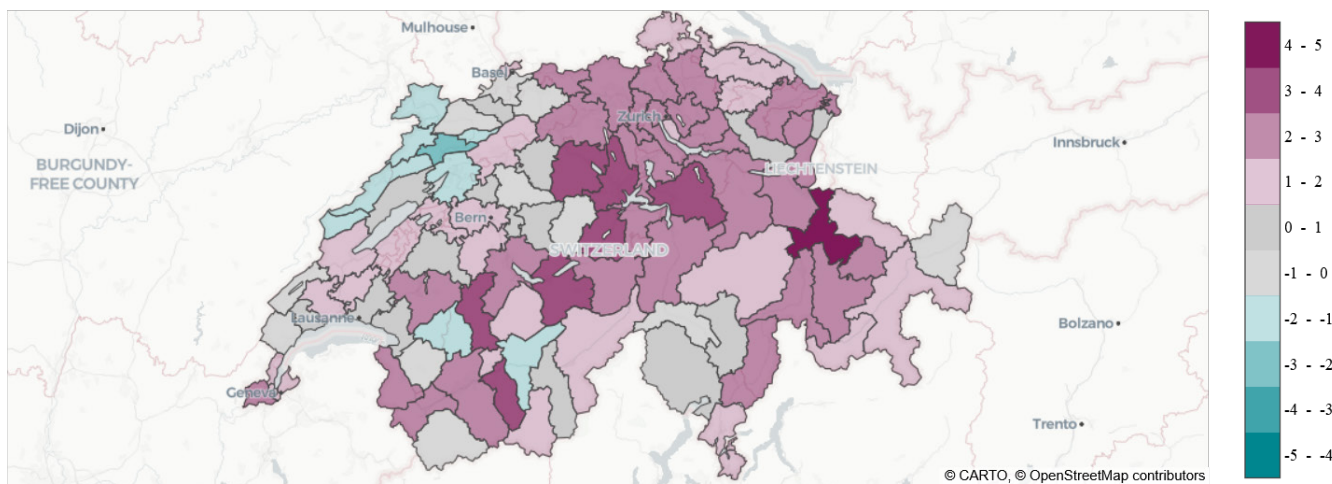 Mulhouse
Basel
Zürich
Dijon
BURGUNDY-
FREE COUNTY
Innsbruck
LIECHTENSTEIN
Bern
SWITZERLAND
Lausanne
Bolzano
Geneva
Trento
© CARTO, © OpenStreetMap contributors
4 - 5
3 - 4
2 - 3
1 - 2
0 - 1
-1 - 0
-2 - -1
-3 - -2
-4 - -3
-5 - -4